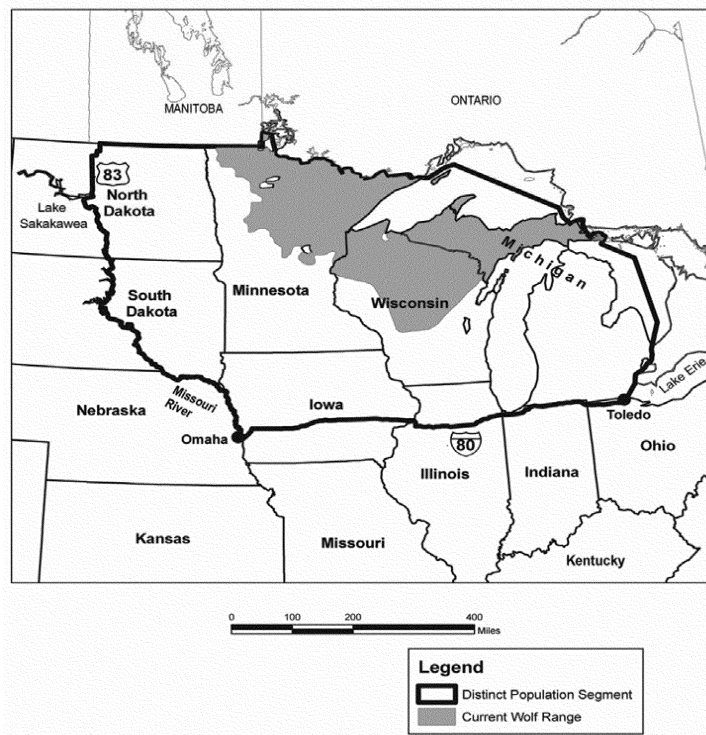 MANITOBA
ONTARIO
83
North
Dakota
Lake
Sakakawea
Michigan
South
Dakota
Minnesota
Wisconsin
Missouri
River
Nebraska
Iowa
Lake Erie
Toledo
Omaha
80
Illinois
Indiana
Ohio
Kansas
Missouri
Kentucky
0 100 200 400
Miles
Legend
Distinct Population Segment
Current Wolf Range